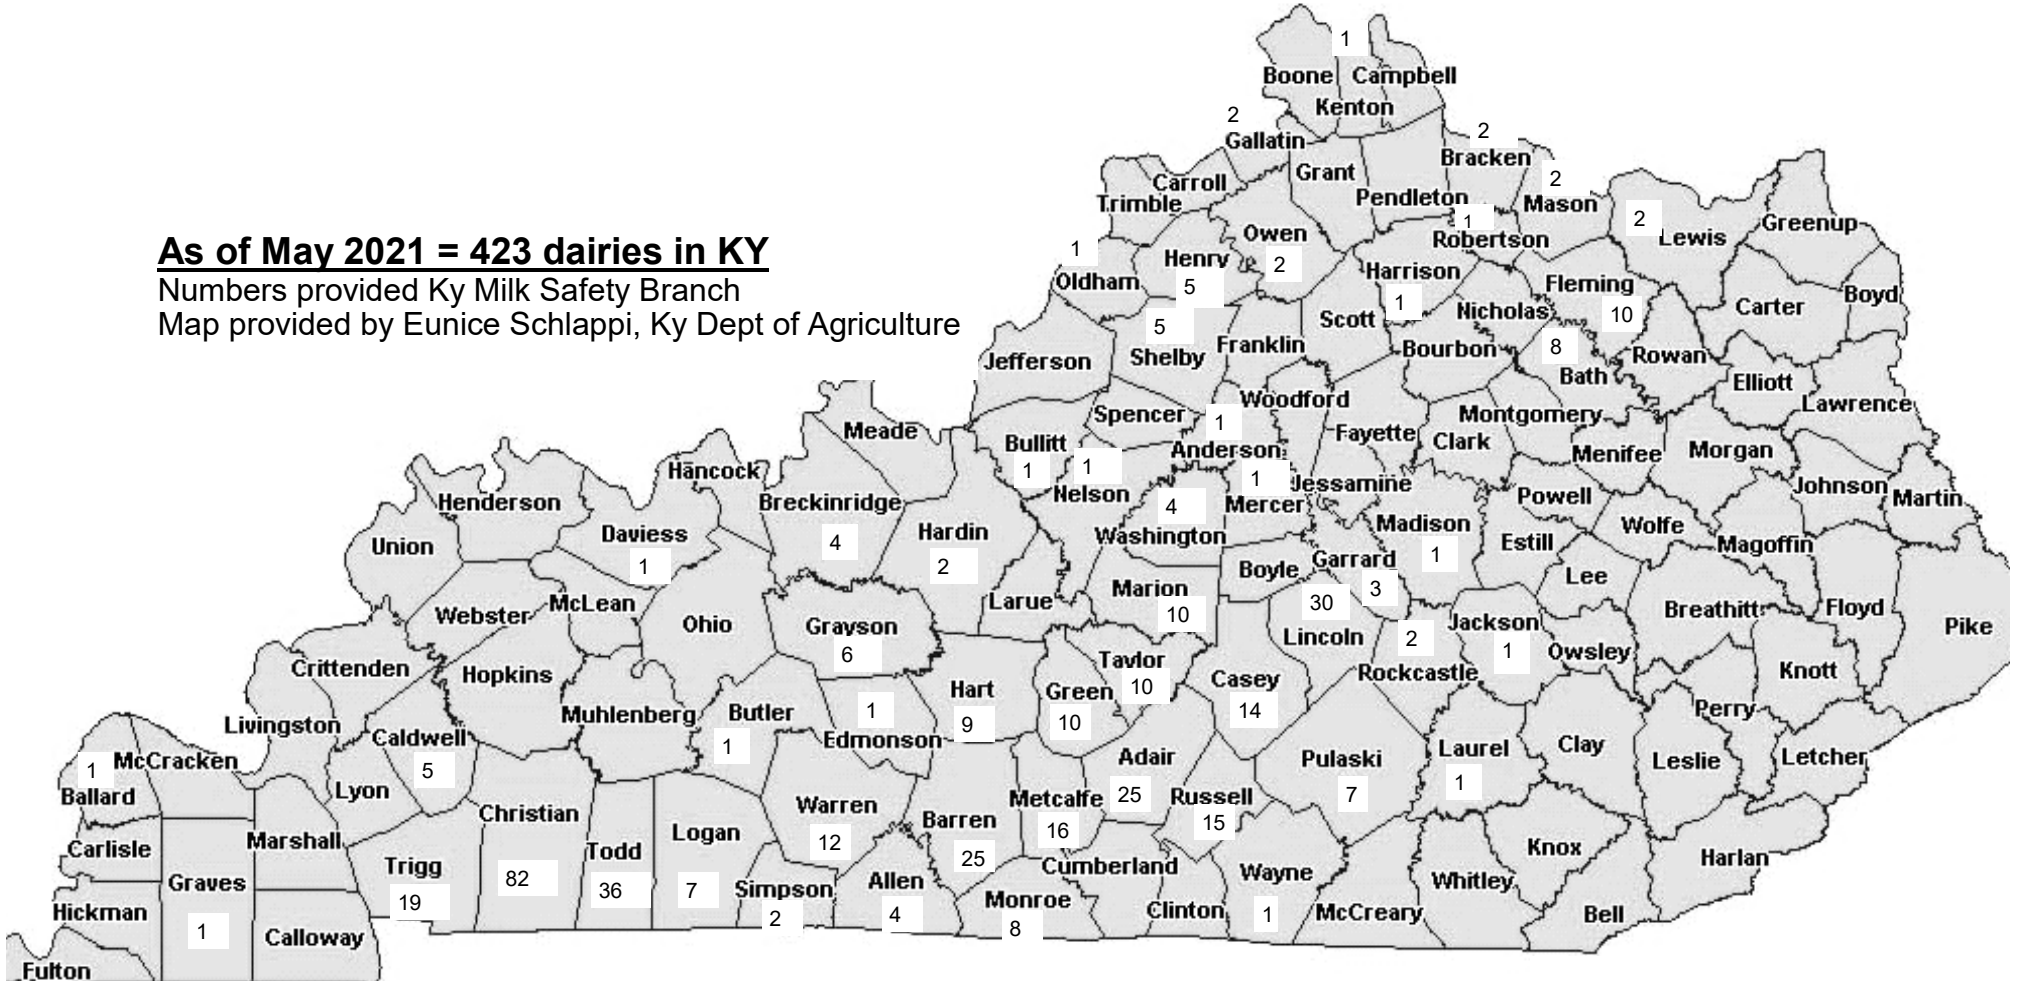 1
Boone
Campbell
Kenton
2
Gallatin
2
Bracken
Grant
Carroll
Trimble
Pendleton
2
Mason
1
Robertson
2
Lewis
Greenup
As of May 2021 = 423 dairies in KY
Numbers provided Ky Milk Safety Branch
Map provided by Eunice Schlappi, Ky Dept of Agriculture
1
Oldham
Henry
5
Owen
2
Harrison
1
Fleming
10
Nicholas
Carter
Boyd
Jefferson
5
Shelby
Franklin
Scott
Bourbon
8
Bath
Rowan
Elliott
Lawrence
Meade
Spencer
Woodford
1
Anderson
Fayette
Montgomery
Clark
Menifee
Morgan
Bullitt
1
1
Nelson
1
Mercer
Jessamine
Powell
Johnson
Martin
Hancock
Henderson
Breckinridge
4
Daviess
1
Union
Hardin
2
4
Washington
Madison
1
Estill
Wolfe
Magoffin
Webster
McLean
Ohio
Grayson
6
Larue
Marion
10
Boyle
Garrard
3
30
Lincoln
2
Rockcastle
Jackson
1
Lee
Owsley
Breathitt
Floyd
Pike
Knott
Crittenden
Hopkins
Livingston
Muhlenberg
Butler
1
1
Edmonson
Hart
9
Green
10
Taylor
10
Casey
14
Perry
McCracken
1
Ballard
Caldwell
5
Lyon
Adair
25
Pulaski
7
Laurel
1
Clay
Leslie
Letcher
Christian
82
Todd
36
Logan
7
Warren
12
Barren
25
Metcalfe
16
Russell
15
Carlisle
Marshall
Graves
1
Trigg
19
Simpson
2
Allen
4
Monroe
8
Cumberland
Clinton
Wayne
1
McCreary
Whitley
Knox
Bell
Harlan
Hickman
Calloway
Fulton